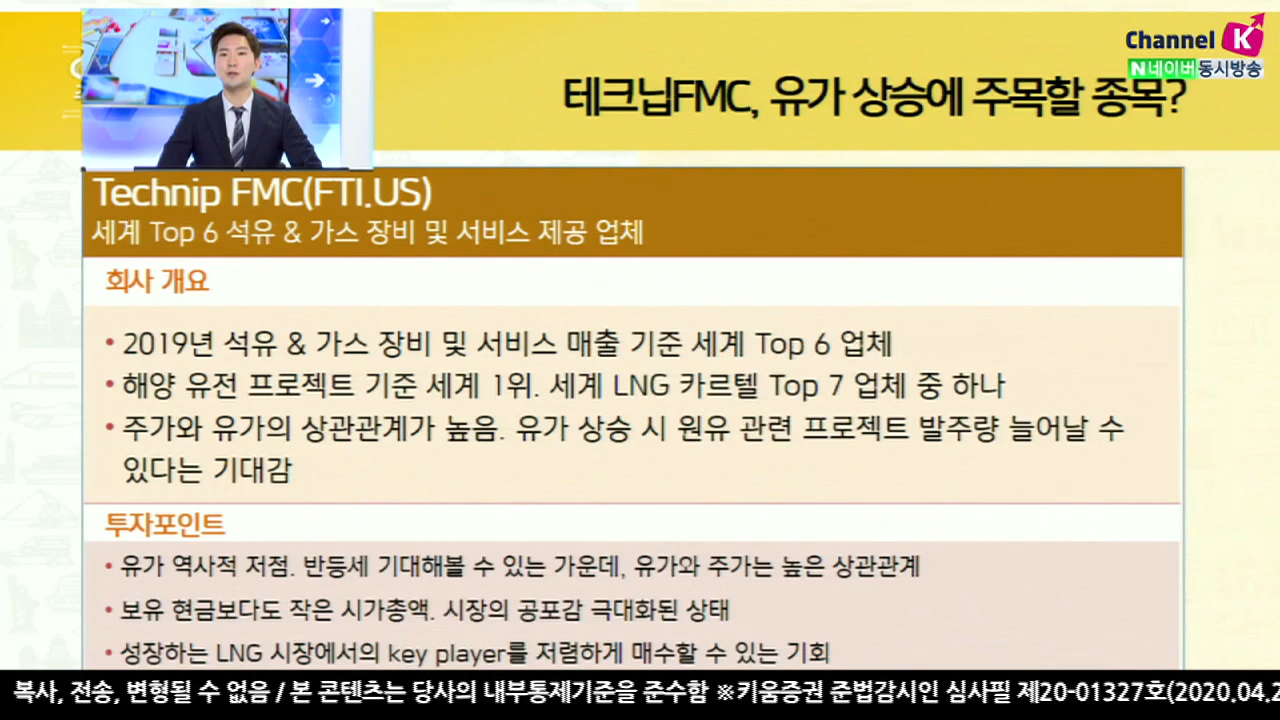 Channel K
N 네이버 동시방송
테크닙FMC, 유가 상승에 주목할 종목?
Technip FMC(FTI.US)
세계 Top 6 석유 & 가스 장비 및 서비스 제공 업체
회사 개요
• 2019년 석유 & 가스 장비 및 서비스 매출 기준 세계 Top 6 업체
• 해양 유전 프로젝트 기준 세계 1위. 세계 LNG 카르텔 Top 7 업체 중 하나
• 주가와 유가의 상관관계가 높음. 유가 상승 시 원유 관련 프로젝트 발주량 늘어날 수
있다는 기대감
투자포인트
• 유가 역사적 저점. 반등세 기대해볼 수 있는 가운데, 유가와 주가는 높은 상관관계
• 보유 현금보다도 작은 시가총액. 시장의 공포감 극대화된 상태
• 성장하는 LNG 시장에서의 key player를 저렴하게 매수할 수 있는 기회
복사, 전송, 변형될 수 없음 / 본 콘텐츠는 당사의 내부통제기준을 준수함 ※키움증권 준법감시인 심사필 제20-01327호(2020.04.2